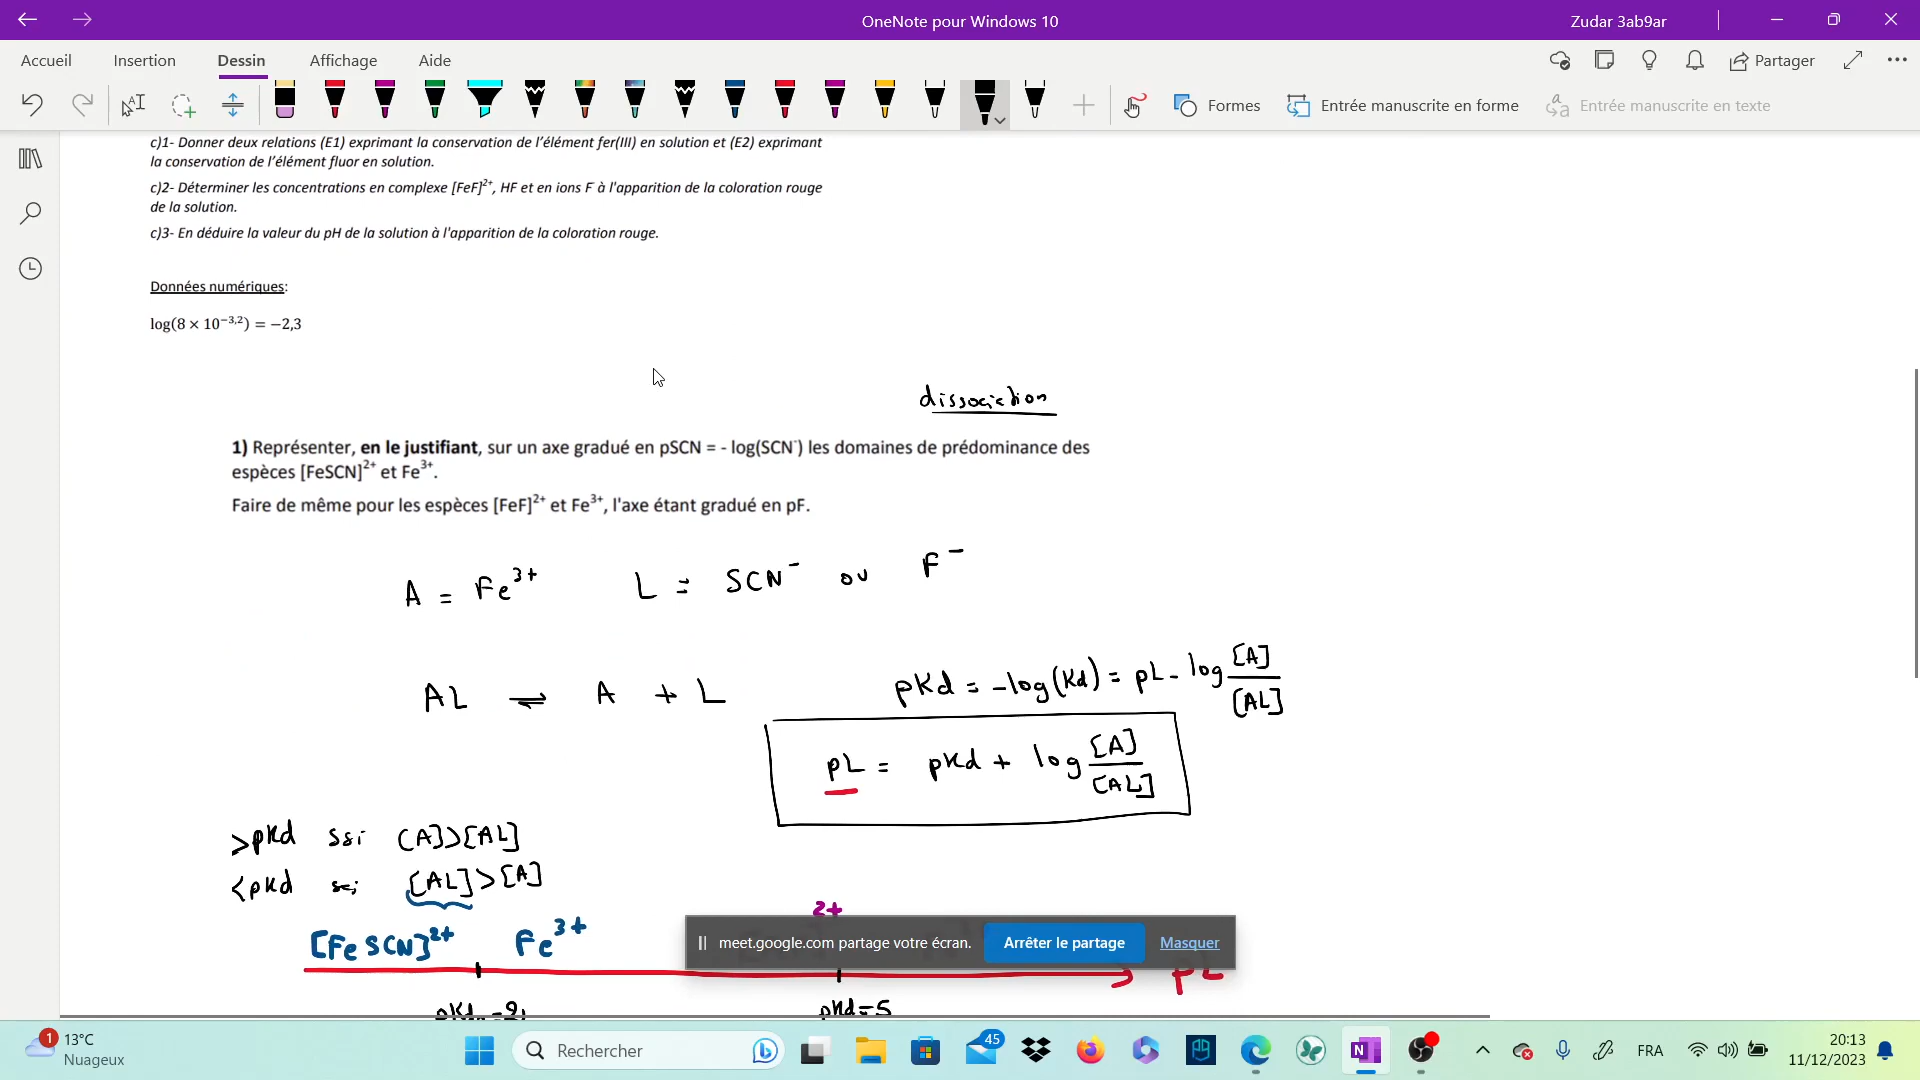 OneNote pour Windows 10
Zudar 3ab9ar
Accueil Insertion Dessin Affichage Aide
Partager
Formes Entrée manuscrite en forme Entrée manuscrite en texte
c)1- Donner deux relations (E1) exprimant la conservation de l'élément fer(III) en solution et (E2) exprimant
la conservation de l'élément fluor en solution.
c)2- Déterminer les concentrations en complexe [FeF]²⁺, HF et en ions F à l'apparition de la coloration rouge
de la solution.
c)3- En déduire la valeur du pH de la solution à l'apparition de la coloration rouge.
Données numériques:
log(8 × 10⁻³,²) = −2,3
dissociation
1) Représenter, en le justifiant, sur un axe gradué en pSCN = - log(SCN⁻) les domaines de prédominance des
espèces [FeSCN]²⁺ et Fe³⁺.
Faire de même pour les espèces [FeF]²⁺ et Fe³⁺, l'axe étant gradué en pF.
A = Fe³⁺ L = SCN⁻ ou F⁻
AL ⇌ A + L
pKd = -log(Kd) = pL - log [A]/[AL]
pL = pKd + log [A]/[AL]
>pKd ssi [A]>[AL]
<pKd ssi [AL]>[A]
[FeSCN]²⁺ Fe³⁺ 2+
pL
pKd=5
meet.google.com partage votre écran. Arrêter le partage Masquer
1 13°C
Nuageux
Rechercher
45
FRA
20:13
11/12/2023